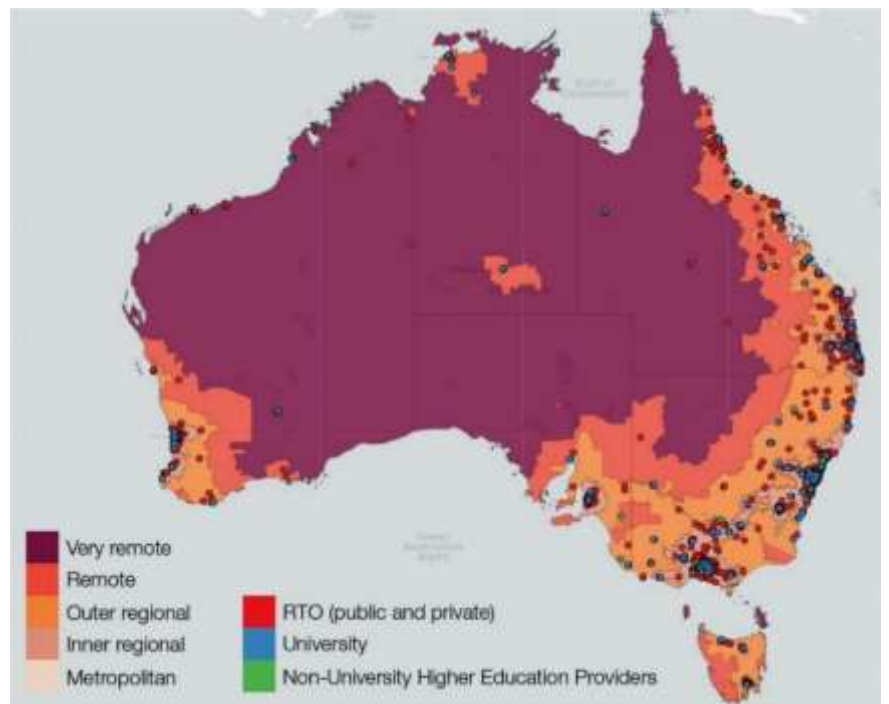 Very remote
Remote
Outer regional
Inner regional
Metropolitan
RTO (public and private)
University
Non-University Higher Education Providers